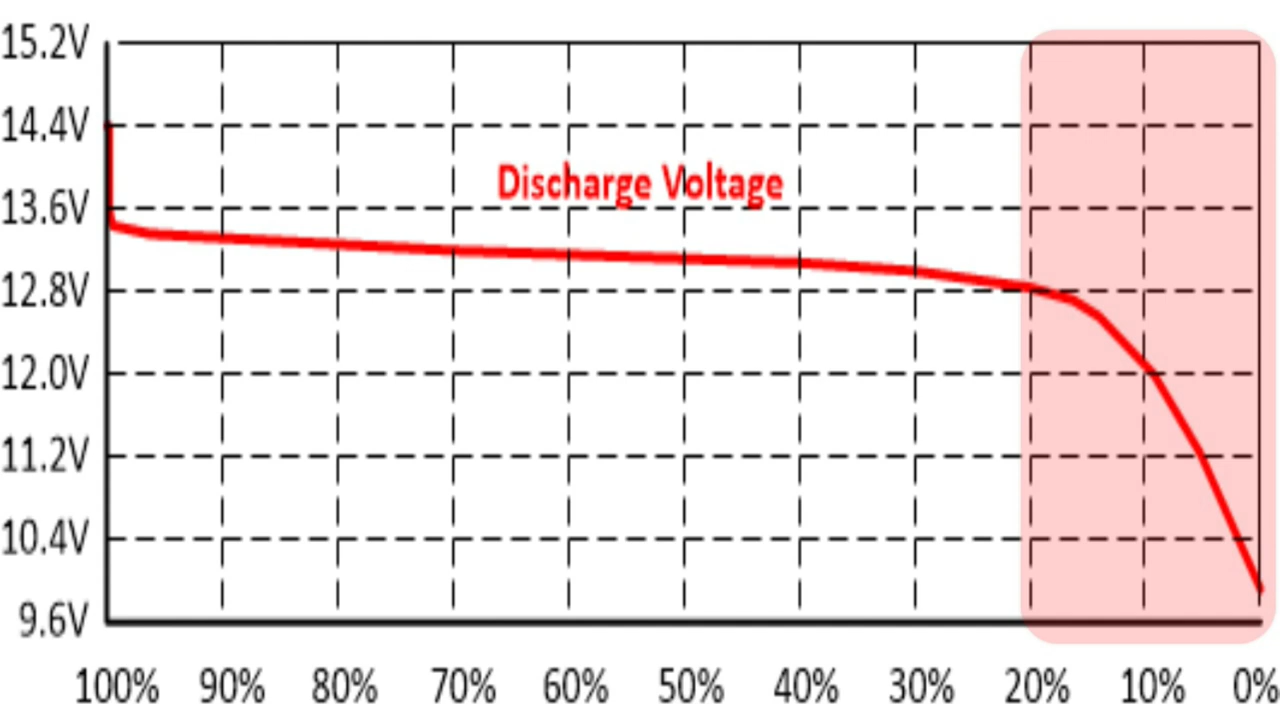 15.2V
14.4V
Discharge Voltage
13.6V
12.8V
12.0V
11.2V
10.4V
9.6V
100% 90% 80% 70% 60% 50% 40% 30% 20% 10% 0%